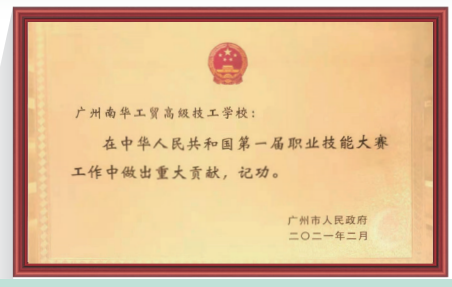 广州南华工贸高级技工学校：
在中华人民共和国第一届职业技能大赛
工作中做出重大贡献，记功。
广州市人民政府
二〇二一年二月